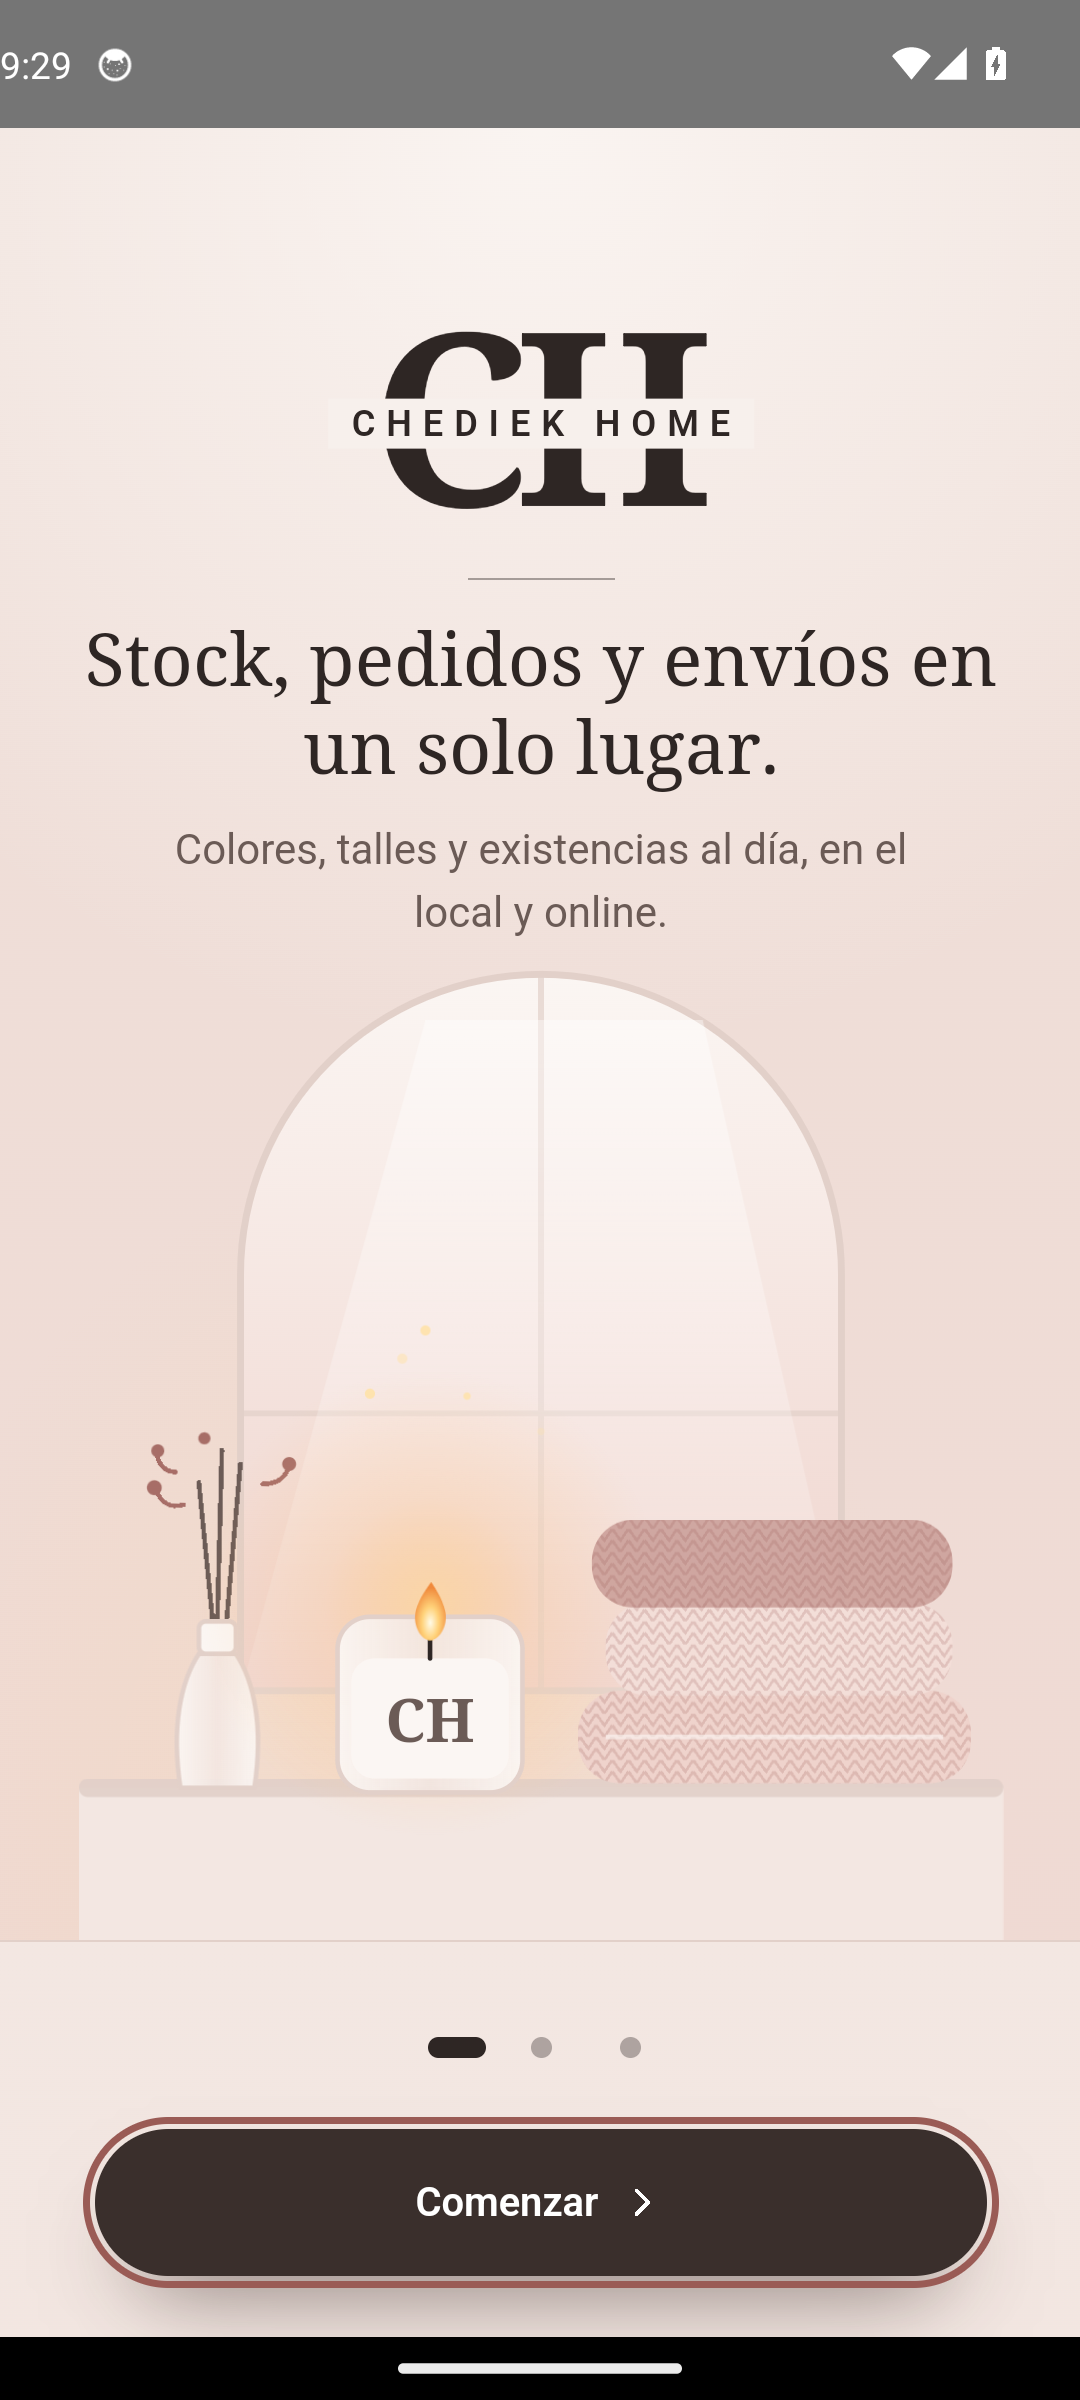 9:29
CH
CHEDIEK HOME
Stock, pedidos y envíos en
un solo lugar.
Colores, talles y existencias al día, en el
local y online.
CH
Comenzar